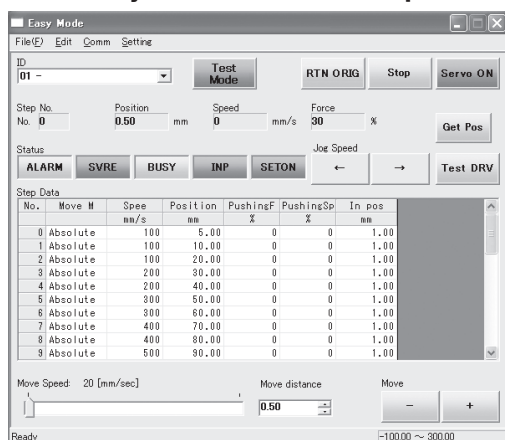 Easy Mode
File(F) Edit Comm Setting
ID
01 - Test Mode RTN ORIG Stop Servo ON
Step No. Position Speed Force
No. 0 0.50 mm 0 mm/s 30 % Get Pos
Status Jog Speed
ALARM SVRE BUSY INP SETON ← → Test DRV
Step Data
No. Move M Spee Position PushingF PushingSp In pos
mm/s mm % % mm
0 Absolute 100 5.00 0 0 1.00
1 Absolute 100 10.00 0 0 1.00
2 Absolute 100 20.00 0 0 1.00
3 Absolute 200 30.00 0 0 1.00
4 Absolute 200 40.00 0 0 1.00
5 Absolute 300 50.00 0 0 1.00
6 Absolute 300 60.00 0 0 1.00
7 Absolute 400 70.00 0 0 1.00
8 Absolute 400 80.00 0 0 1.00
9 Absolute 500 90.00 0 0 1.00
Move Speed: 20 [mm/sec] Move distance Move
0.50 - +
Ready -100.00 ~ 300.00